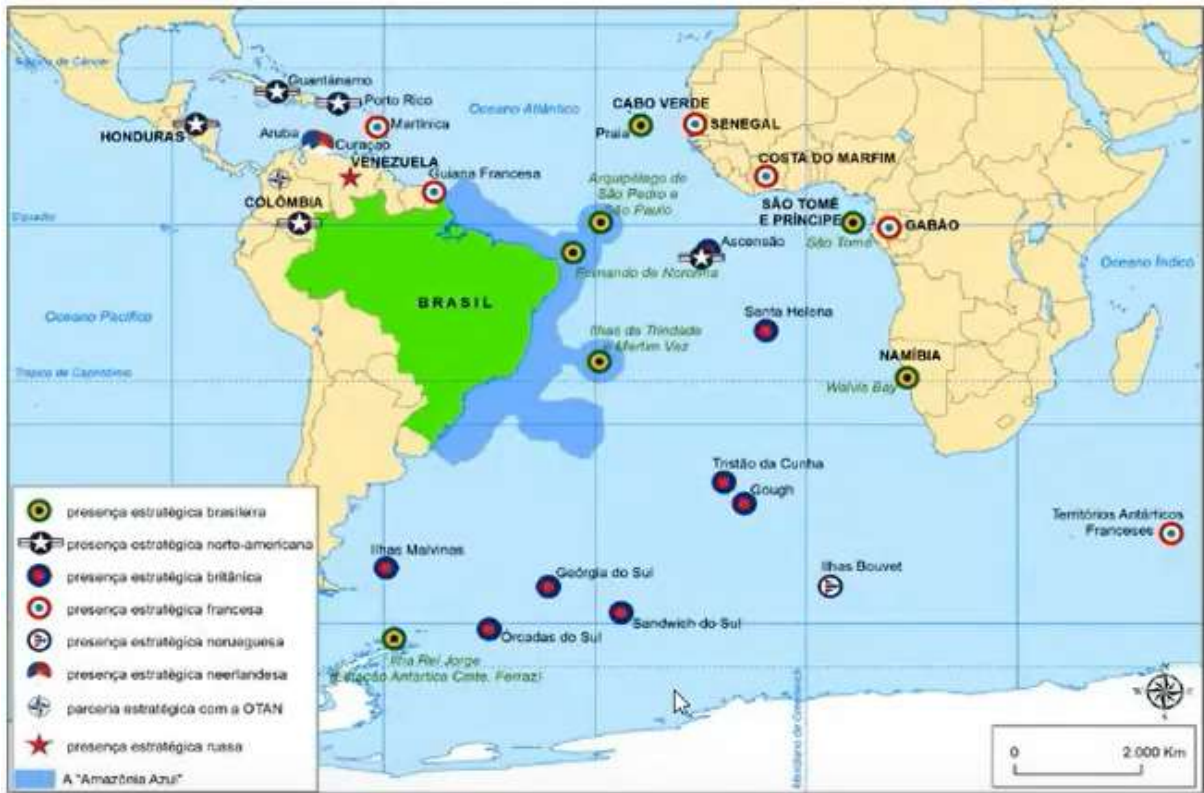 Trópico de Câncer
Guantánamo
Porto Rico
Oceano Atlântico
CABO VERDE
Praia
SENEGAL
HONDURAS
Aruba
Martinica
Curaçao
VENEZUELA
COSTA DO MARFIM
Guiana Francesa
Arquipélago de
São Pedro e
São Paulo
COLÔMBIA
SÃO TOMÉ
E PRÍNCIPE
Equador
GABÃO
São Tomé
Ascensão
Oceano Índico
Fernando de Noronha
BRASIL
Oceano Pacífico
Santa Helena
Ilhas da Trindade
e Martim Vaz
NAMÍBIA
Trópico de Capricórnio
Walvis Bay
Tristão da Cunha
Gough
Territórios Antárticos
Franceses
Ilhas Malvinas
Geórgia do Sul
Ilhas Bouvet
Sandwich do Sul
Órcadas do Sul
Ilha Rei Jorge
(Estação Antártica Cmte. Ferraz)
Meridiano de Greenwich
presença estratégica brasileira
presença estratégica norte-americana
presença estratégica britânica
presença estratégica francesa
presença estratégica norueguesa
presença estratégica neerlandesa
parceria estratégica com a OTAN
presença estratégica russa
A "Amazônia Azul"
0 2.000 Km